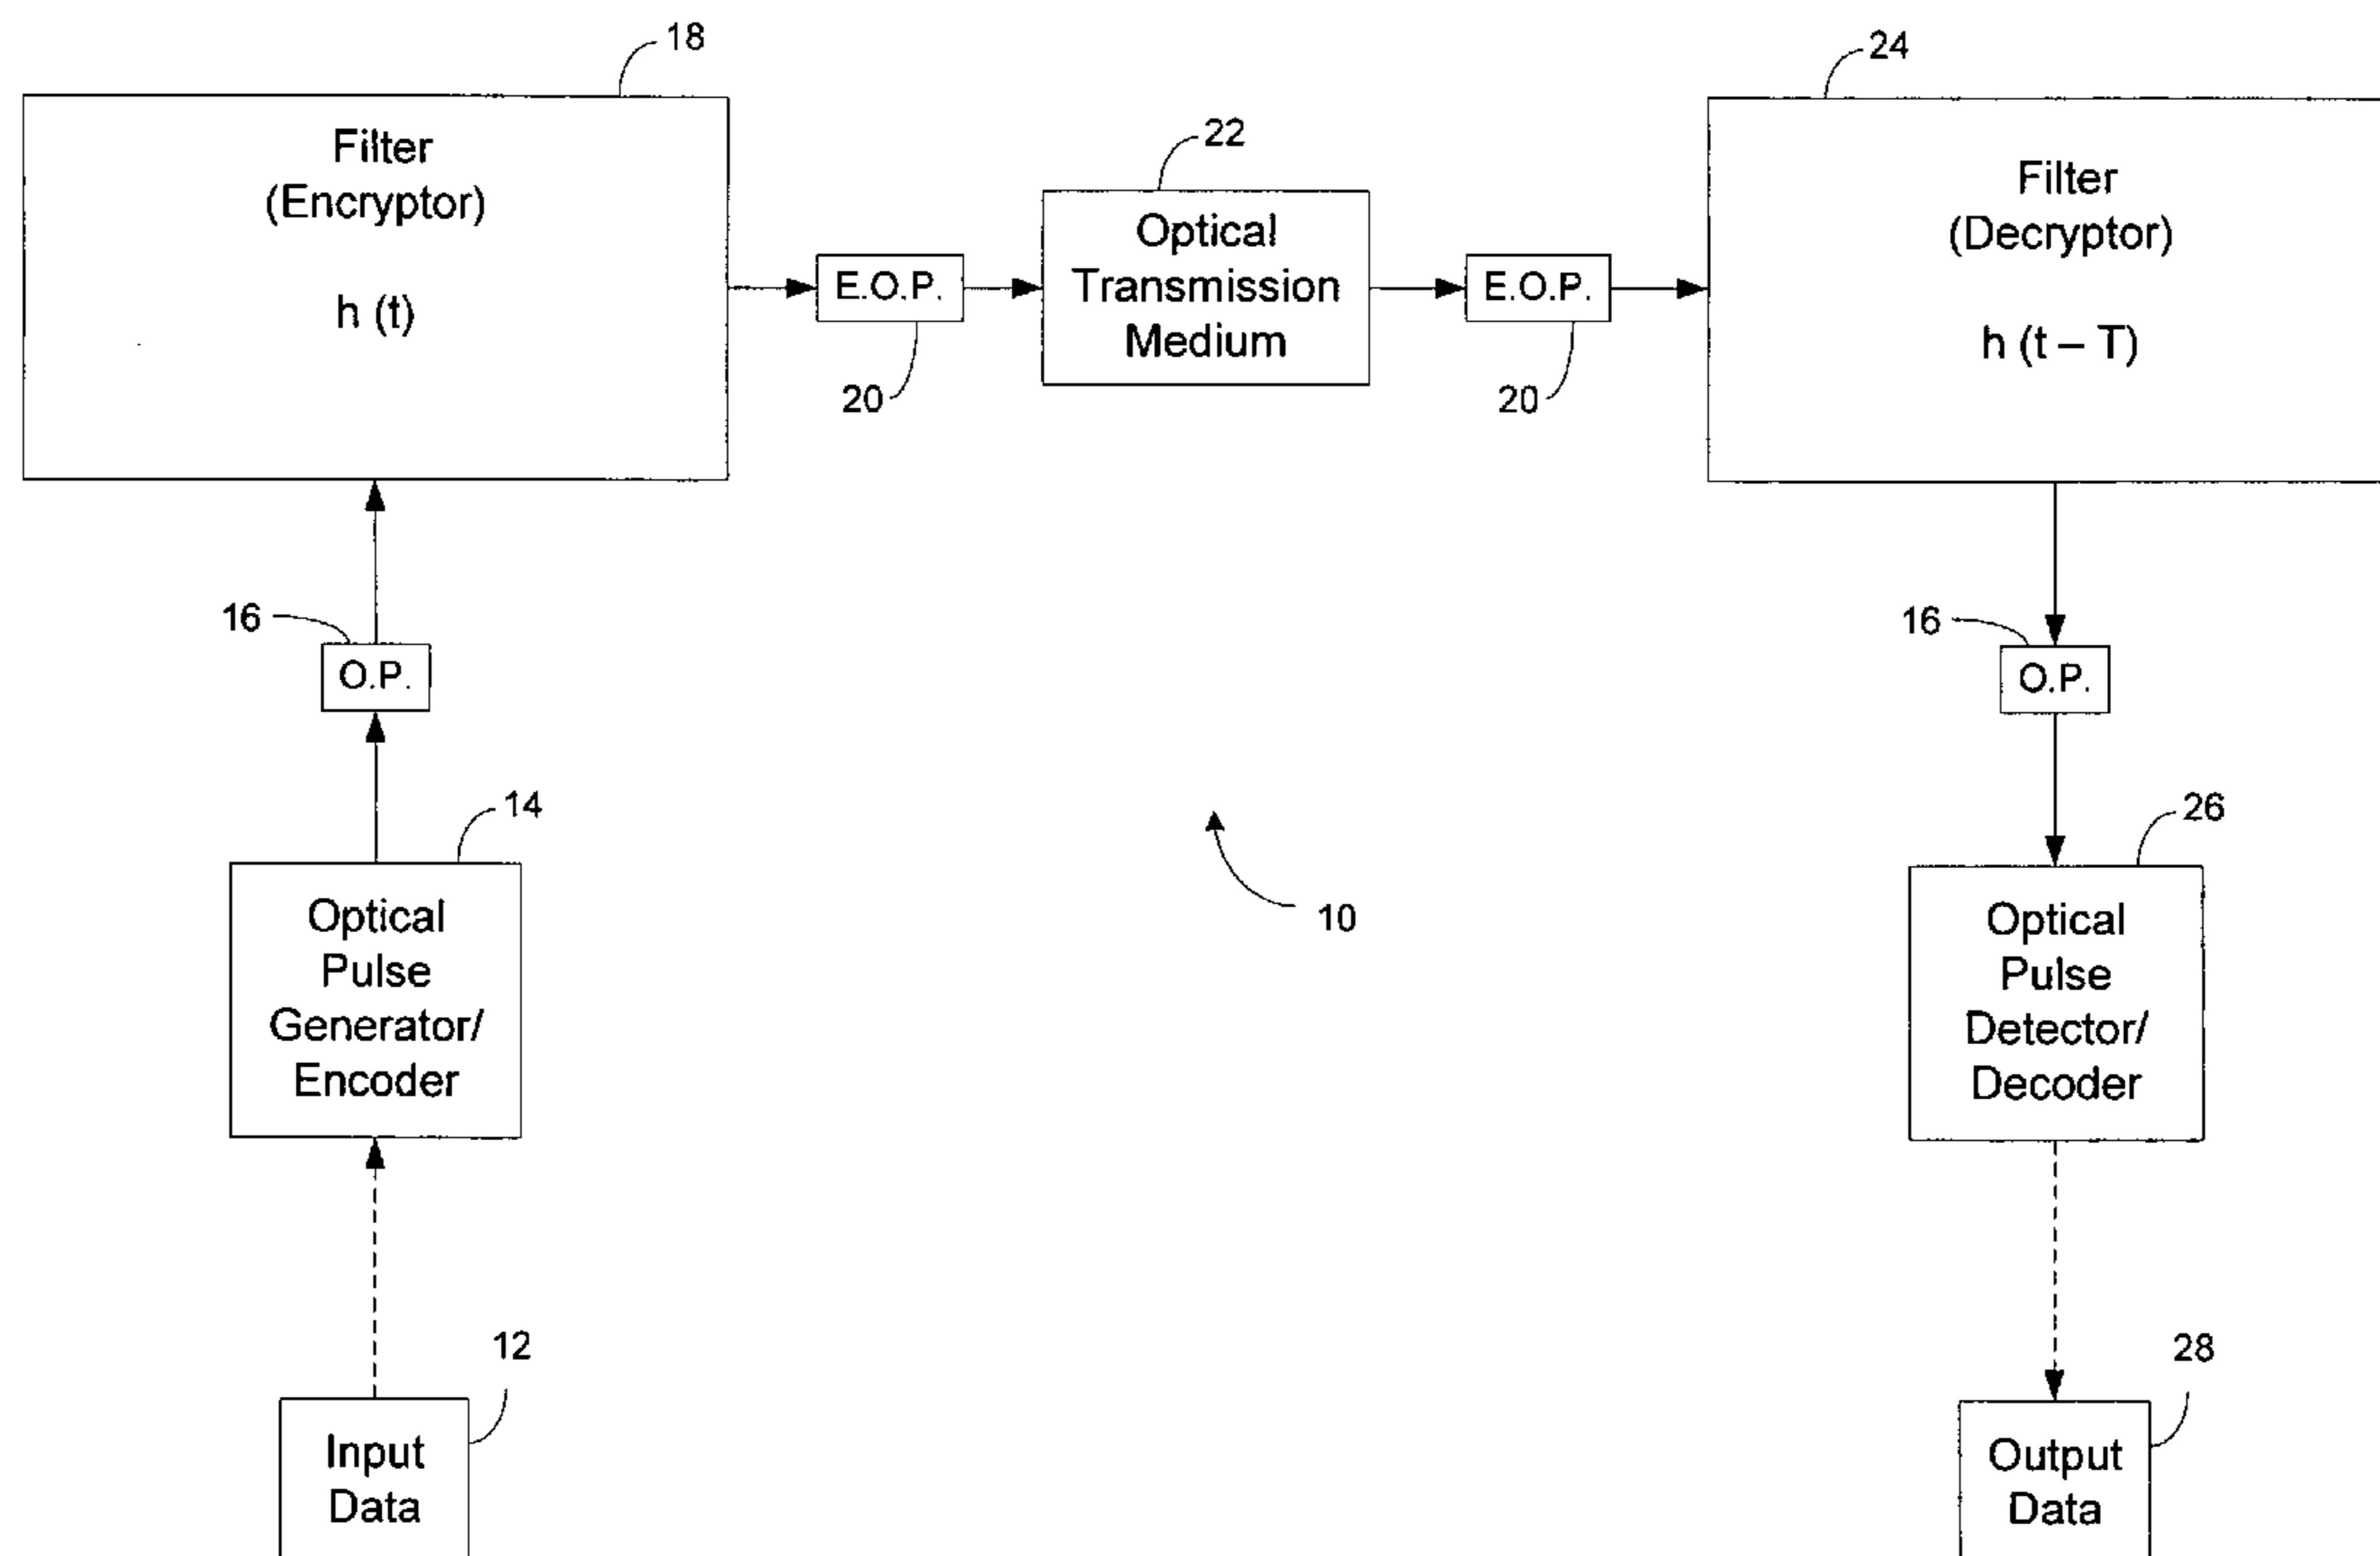 18
24
Filter
(Encryptor)
h (t)
22
Optical
Transmission
Medium
E.O.P.
E.O.P.
20
20
Filter
(Decryptor)
h (t – T)
16
O.P.
16
O.P.
14
Optical
Pulse
Generator/
Encoder
10
26
Optical
Pulse
Detector/
Decoder
12
Input
Data
28
Output
Data